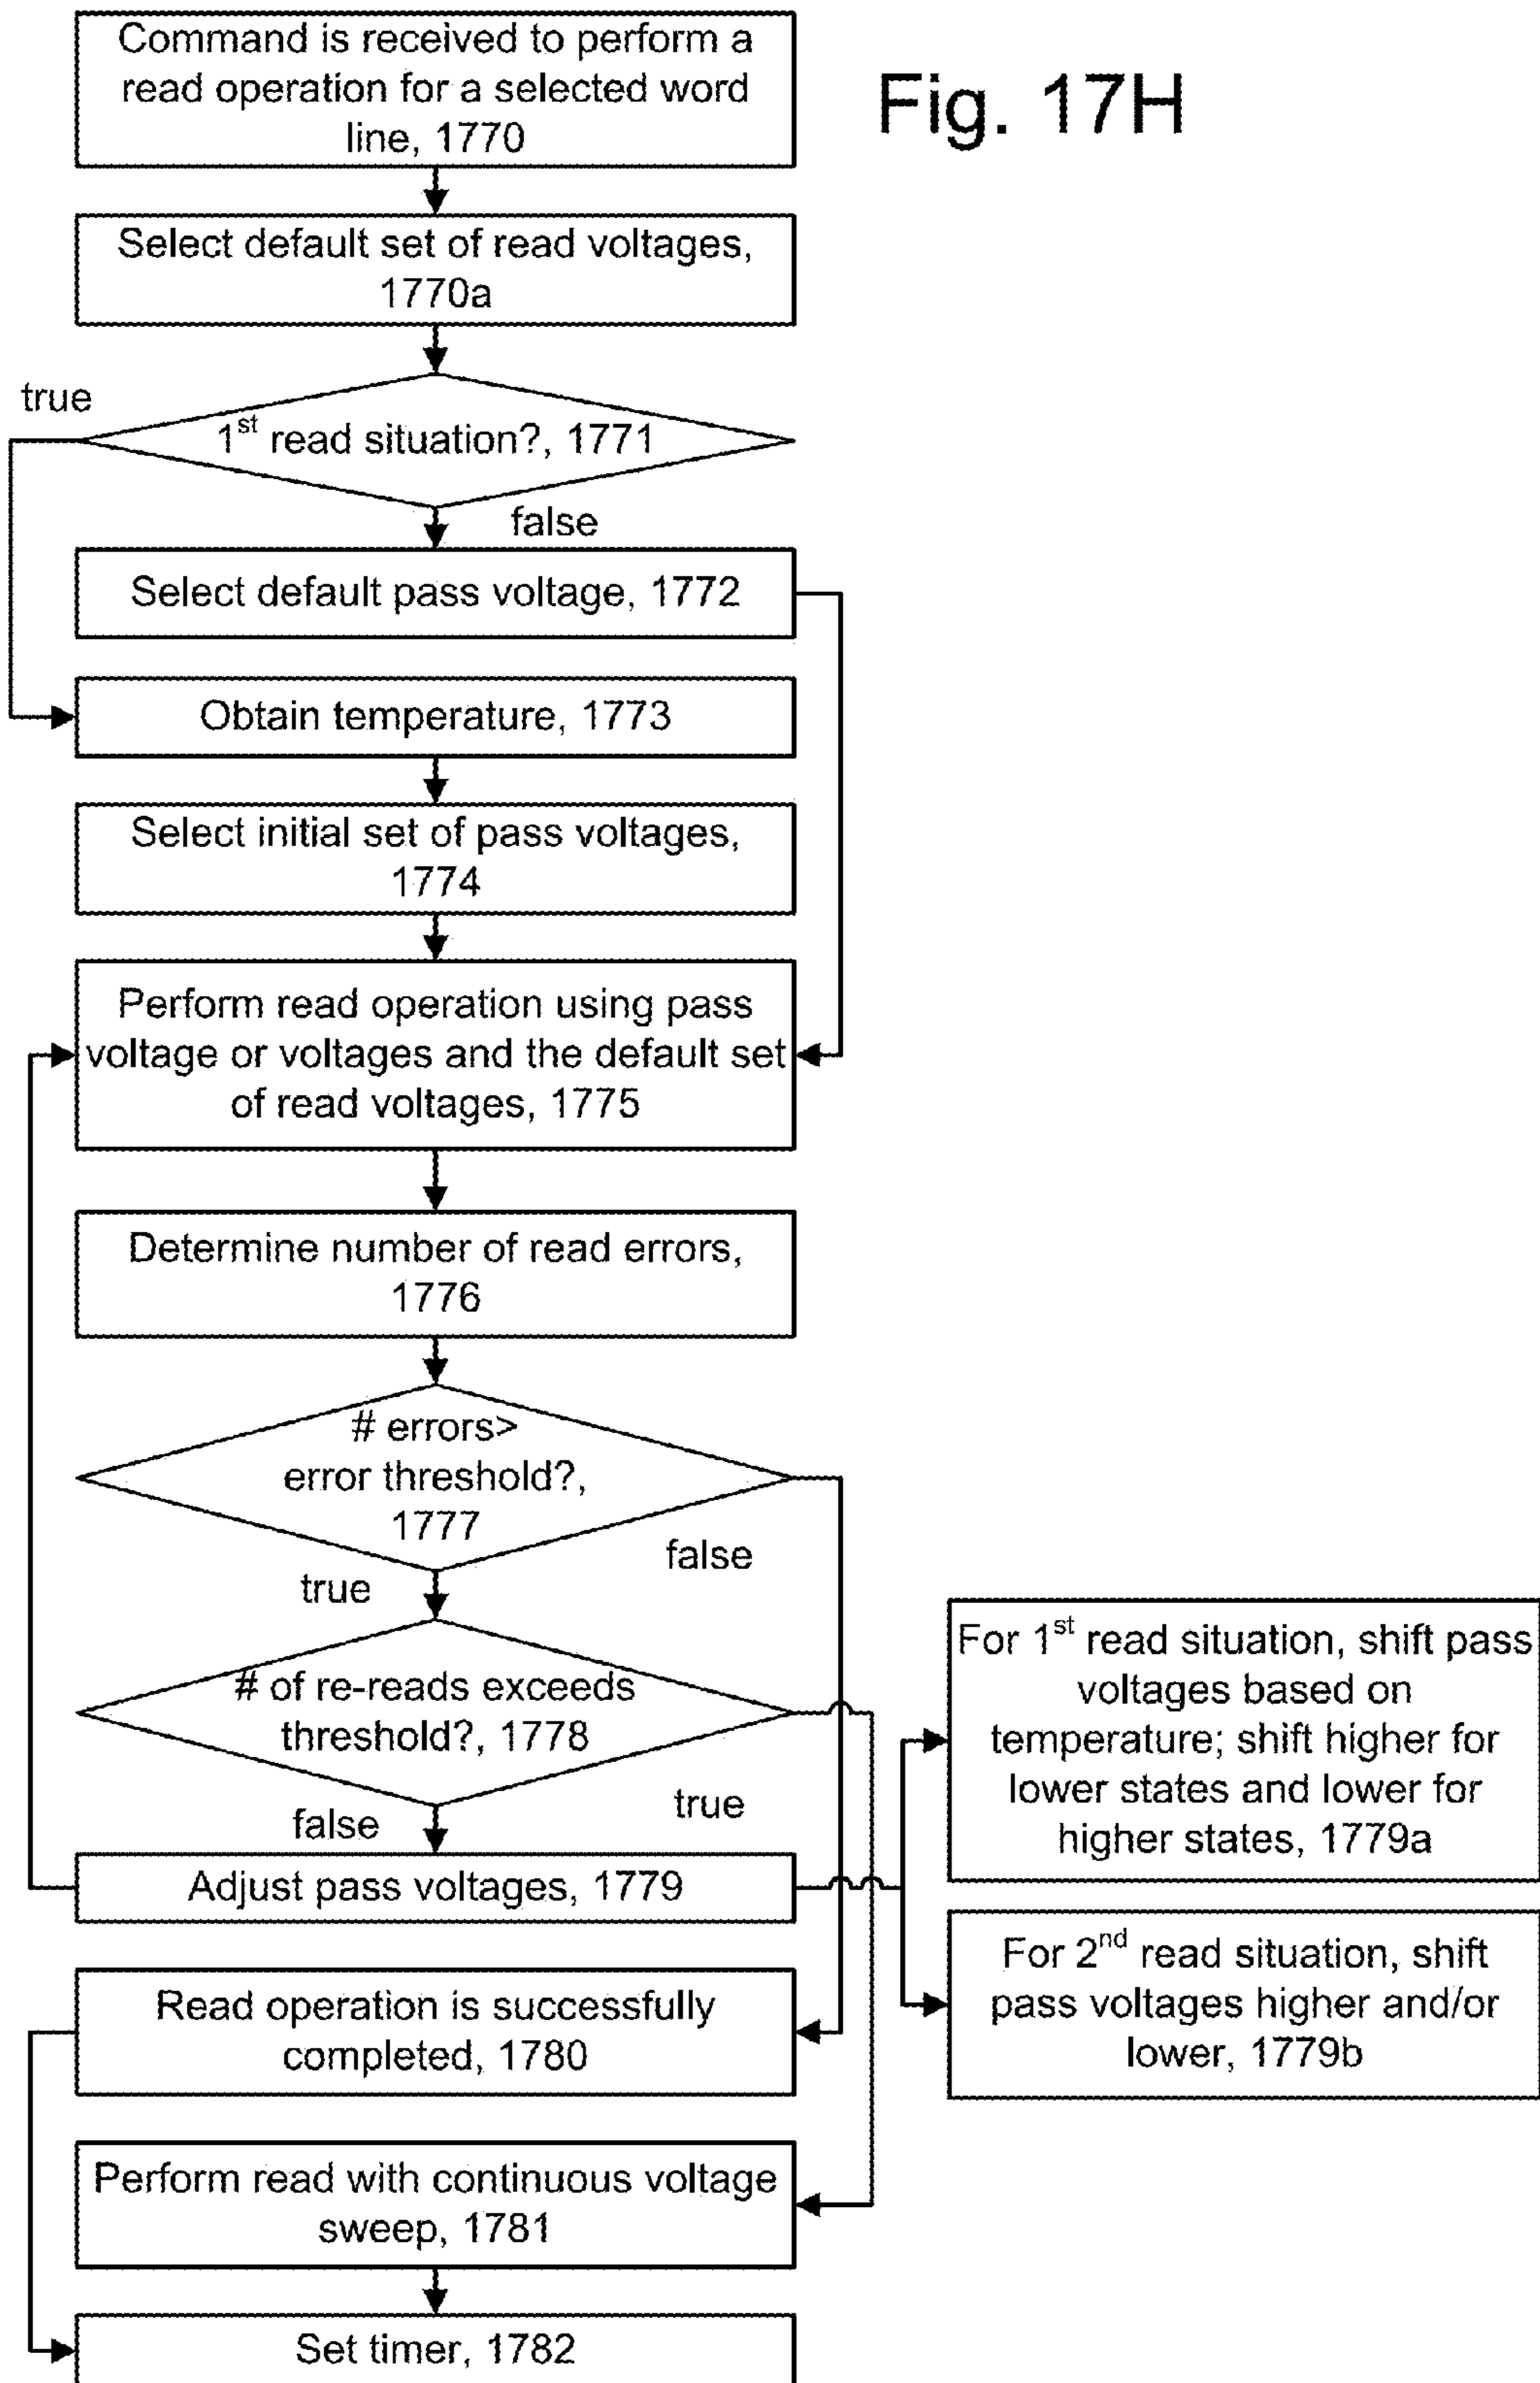 Command is received to perform a
read operation for a selected word
line, 1770
Fig. 17H
Select default set of read voltages,
1770a
true
1st read situation?, 1771
false
Select default pass voltage, 1772
Obtain temperature, 1773
Select initial set of pass voltages,
1774
Perform read operation using pass
voltage or voltages and the default set
of read voltages, 1775
Determine number of read errors,
1776
# errors>
error threshold?,
1777
false
true
# of re-reads exceeds
threshold?, 1778
true
false
Adjust pass voltages, 1779
For 1st read situation, shift pass
voltages based on
temperature; shift higher for
lower states and lower for
higher states, 1779a
For 2nd read situation, shift
pass voltages higher and/or
lower, 1779b
Read operation is successfully
completed, 1780
Perform read with continuous voltage
sweep, 1781
Set timer, 1782